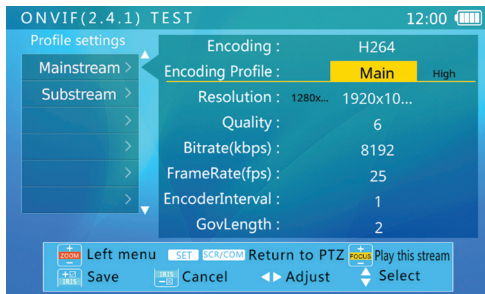 ONVIF(2.4.1) TEST 12:00
Profile settings
Mainstream >
Substream >
>
>
>
>
Encoding : H264
Encoding Profile : Main High
Resolution : 1280x... 1920x10...
Quality : 6
Bitrate(kbps) : 8192
FrameRate(fps) : 25
EncoderInterval : 1
GovLength : 2
ZOOM Left menu SET SCR/COM Return to PTZ FOCUS Play this stream
IRIS Save IRIS Cancel Adjust Select